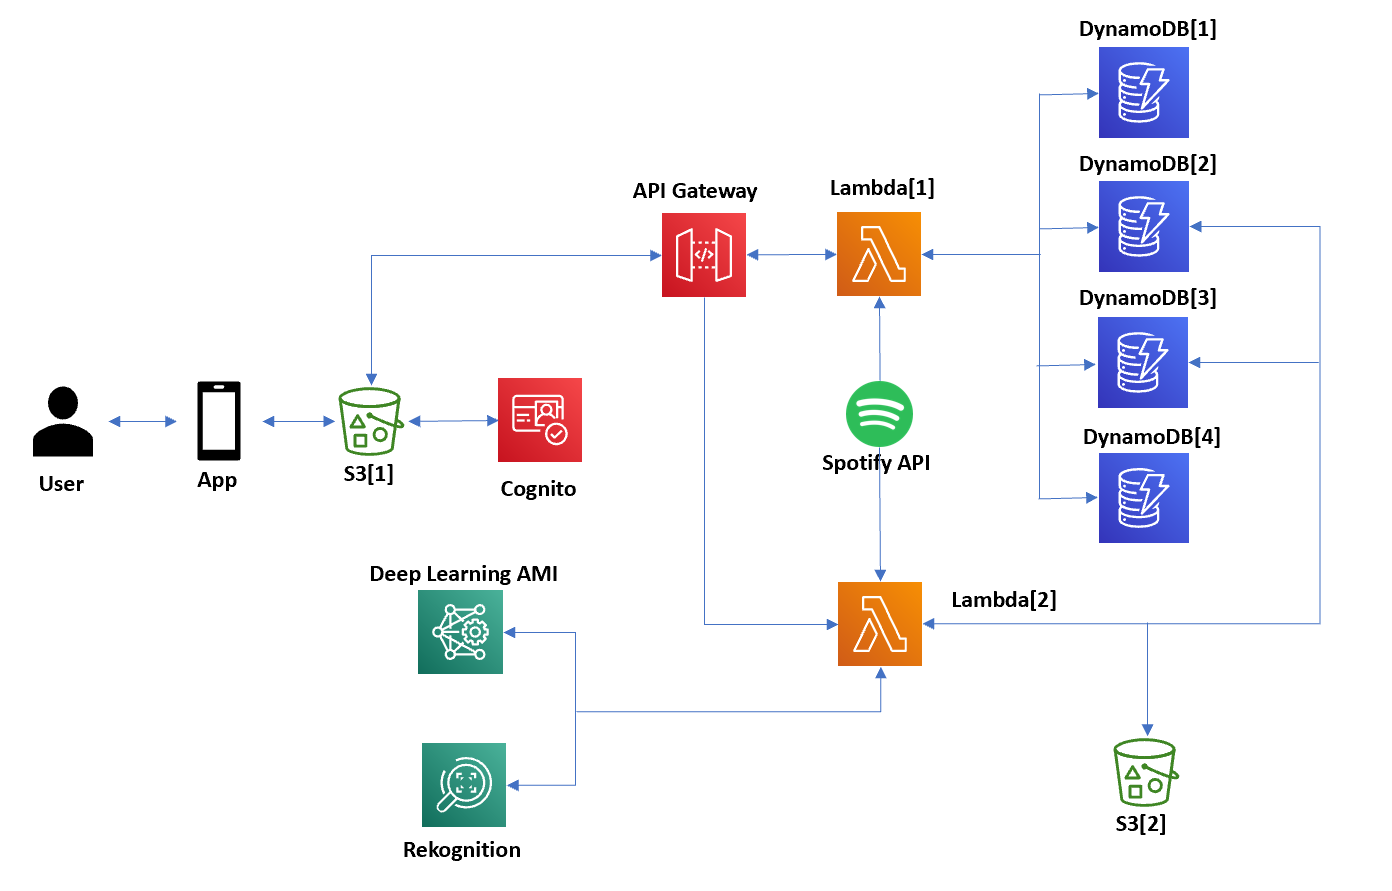 DynamoDB[1]
DynamoDB[2]
API Gateway
Lambda[1]
</>
DynamoDB[3]
DynamoDB[4]
Spotify API
User
App
S3[1]
Cognito
Deep Learning AMI
Lambda[2]
S3[2]
Rekognition